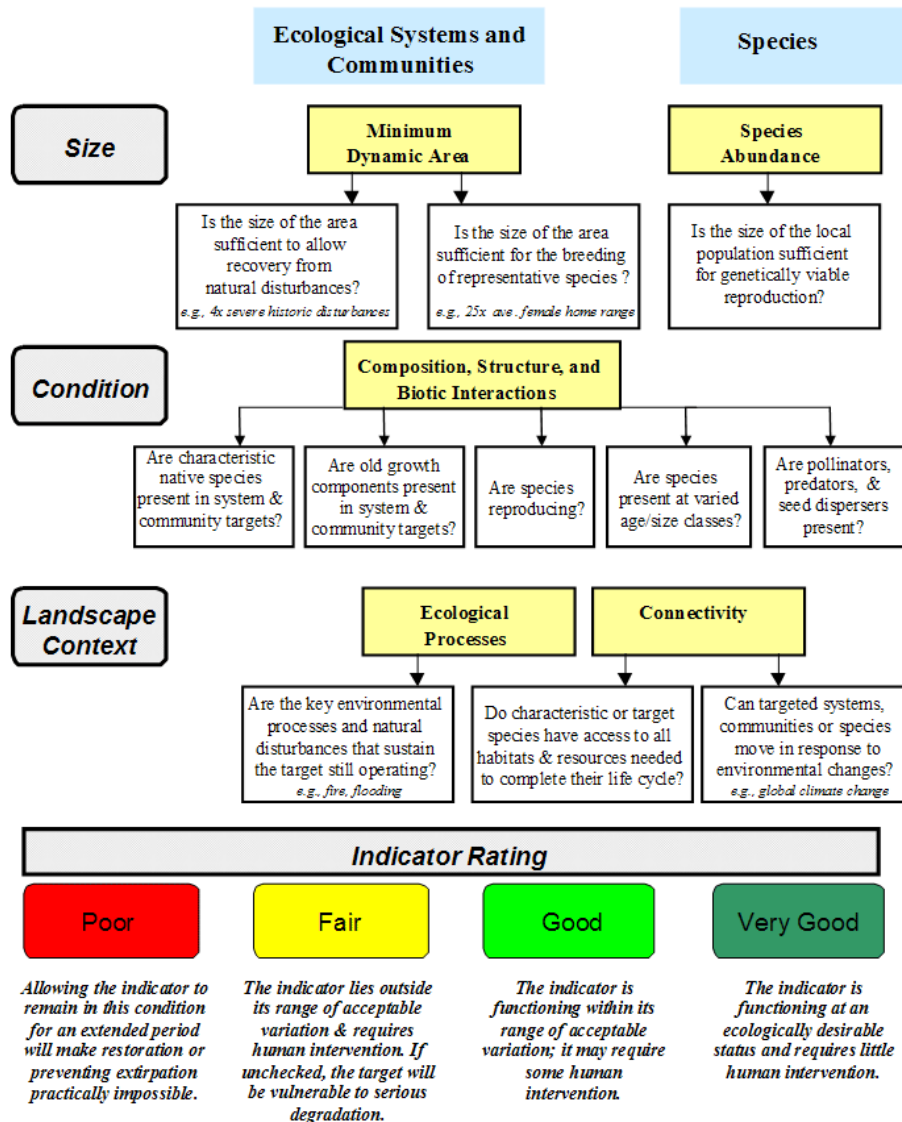 Ecological Systems and
Communities
Species
Size
Minimum
Dynamic Area
Species
Abundance
Is the size of the area
sufficient to allow
recovery from
natural disturbances?
e.g., 4x severe historic disturbances
Is the size of the area
sufficient for the breeding
of representative species ?
e.g., 25x ave. female home range
Is the size of the local
population sufficient
for genetically viable
reproduction?
Condition
Composition, Structure, and
Biotic Interactions
Are characteristic
native species
present in system &
community targets?
Are old growth
components present
in system &
community targets?
Are species
reproducing?
Are species
present at varied
age/size classes?
Are pollinators,
predators, &
seed dispersers
present?
Landscape
Context
Ecological
Processes
Connectivity
Are the key environmental
processes and natural
disturbances that sustain
the target still operating?
e.g., fire, flooding
Do characteristic or target
species have access to all
habitats & resources needed
to complete their life cycle?
Can targeted systems,
communities or species
move in response to
environmental changes?
e.g., global climate change
Indicator Rating
Poor
Fair
Good
Very Good
Allowing the indicator to
remain in this condition
for an extended period
will make restoration or
preventing extirpation
practically impossible.
The indicator lies outside
its range of acceptable
variation & requires
human intervention. If
unchecked, the target will
be vulnerable to serious
degradation.
The indicator is
functioning within its
range of acceptable
variation; it may require
some human
intervention.
The indicator is
functioning at an
ecologically desirable
status and requires little
human intervention.